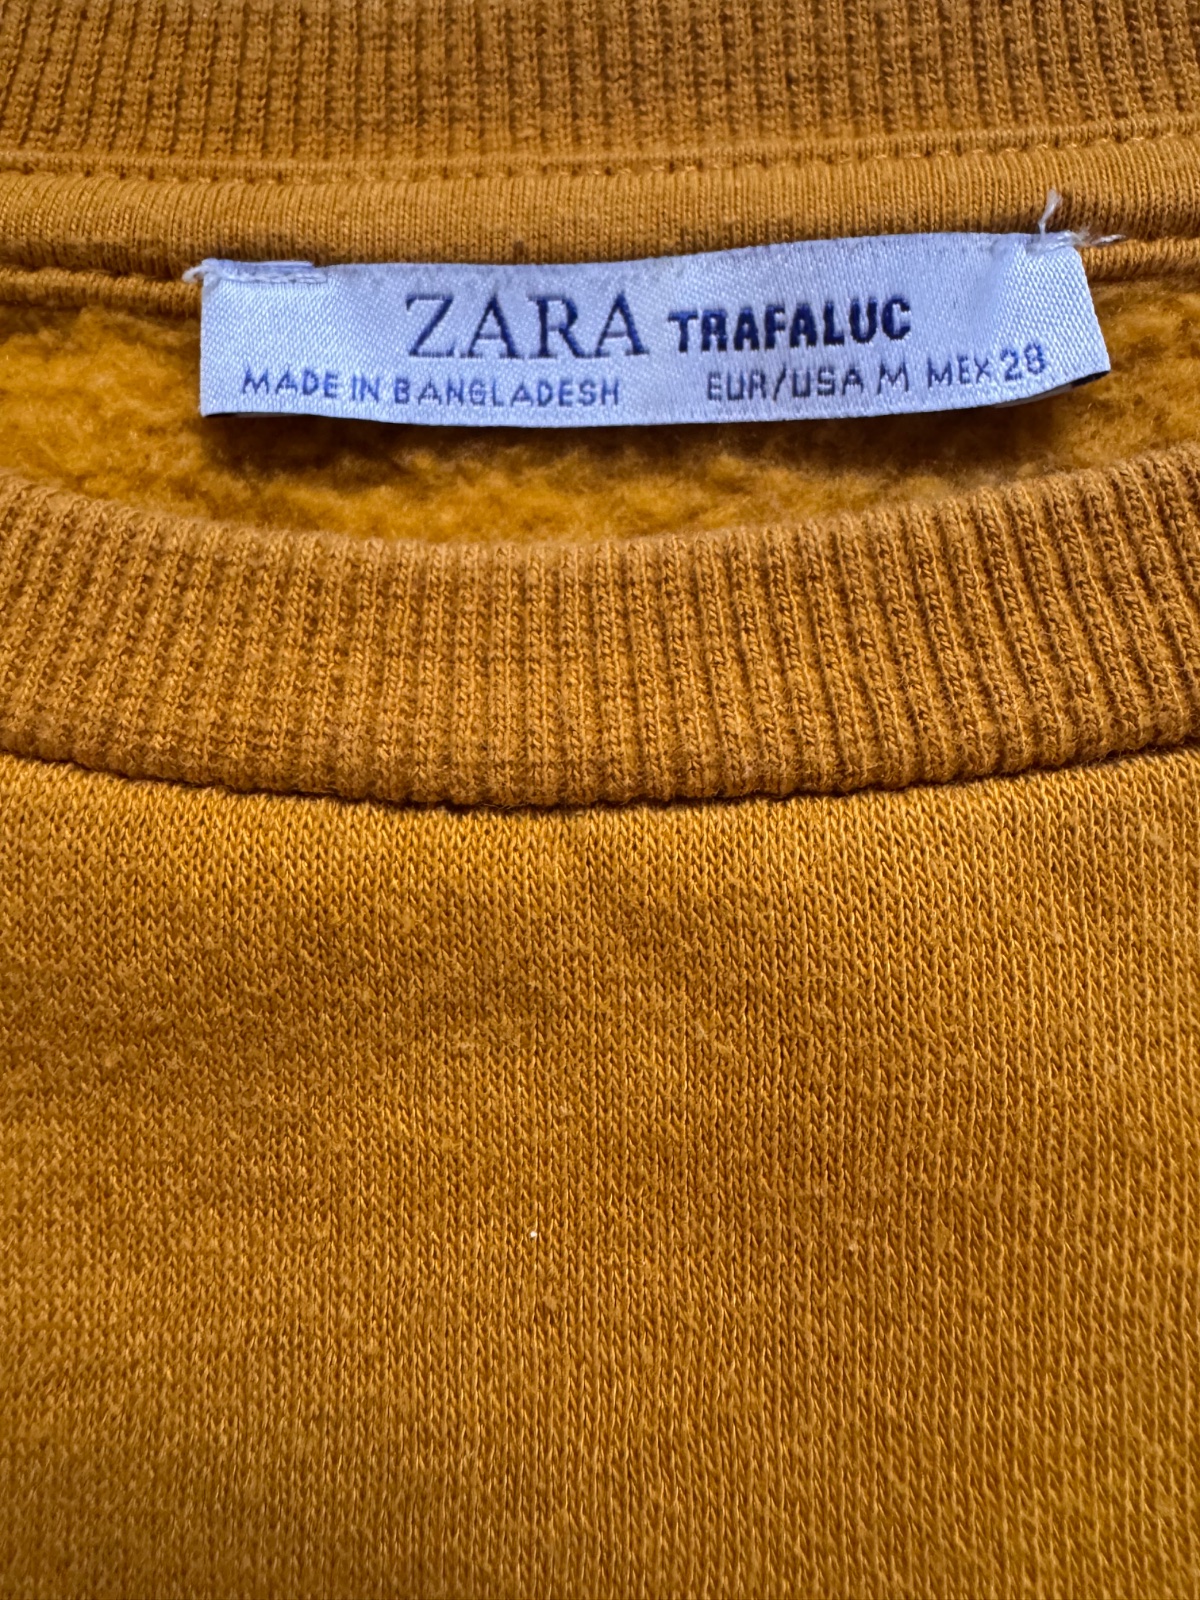 ZARA TRAFALUC
MADE IN BANGLADESH EUR/USA M MEX 28